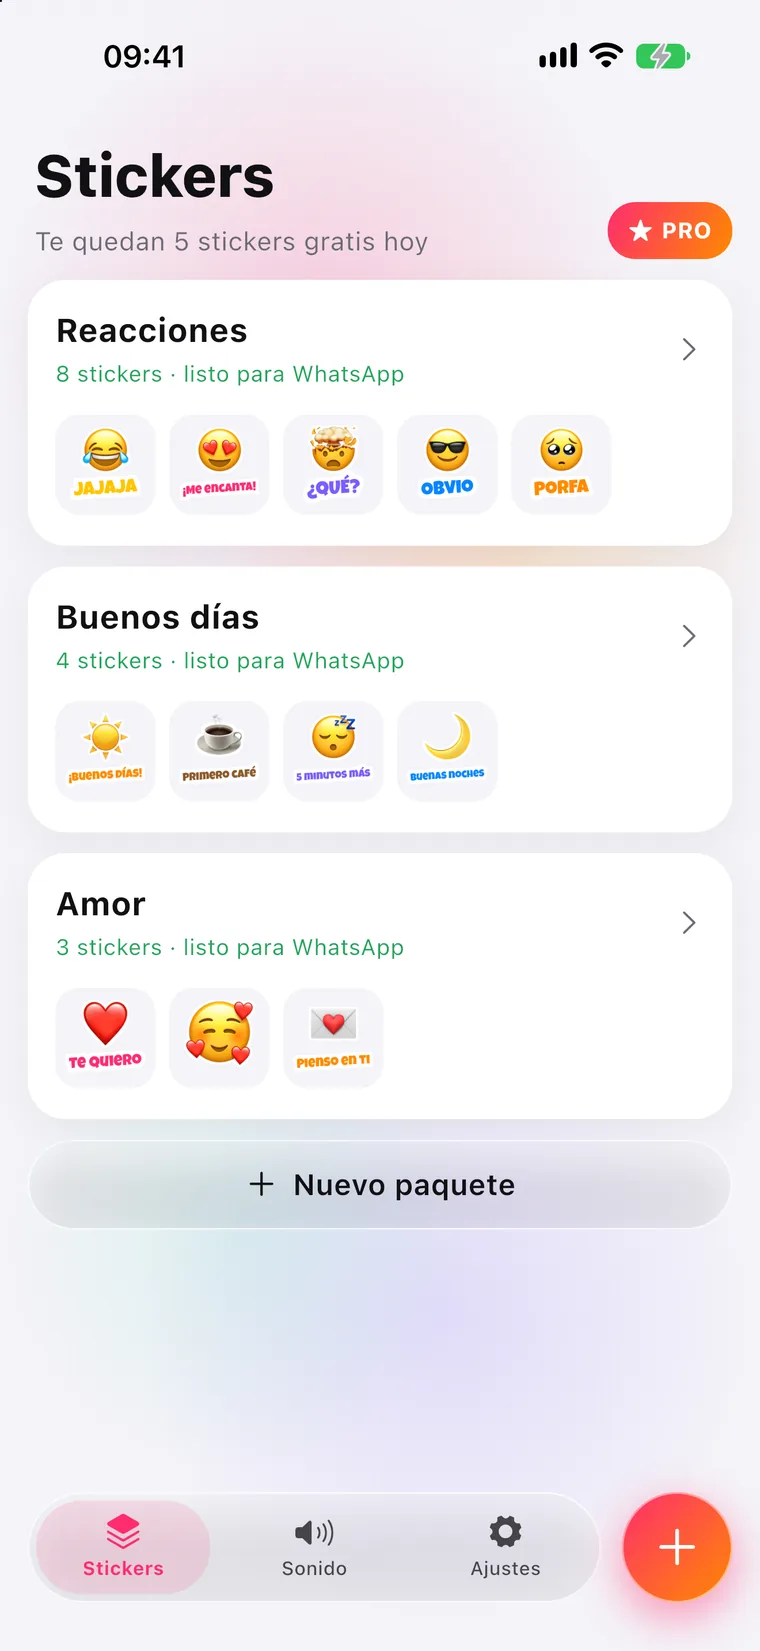 09:41
Stickers
Te quedan 5 stickers gratis hoy
PRO
Reacciones
8 stickers · listo para WhatsApp
JAJAJA
¡Me encanta!
¿QUÉ?
OBVIO
PORFA
Buenos días
4 stickers · listo para WhatsApp
¡BUENOS DÍAS!
PRIMERO CAFÉ
5 MINUTOS MÁS
BUENAS NOCHES
Amor
3 stickers · listo para WhatsApp
TE QUIERO
PIENSO EN TI
Nuevo paquete
Stickers
Sonido
Ajustes